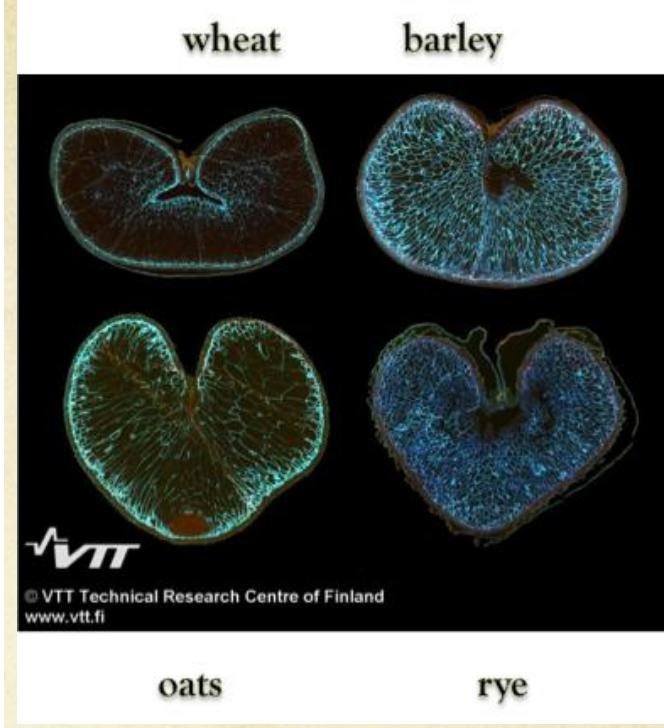 wheat barley
VTT
© VTT Technical Research Centre of Finland
www.vtt.fi
oats rye